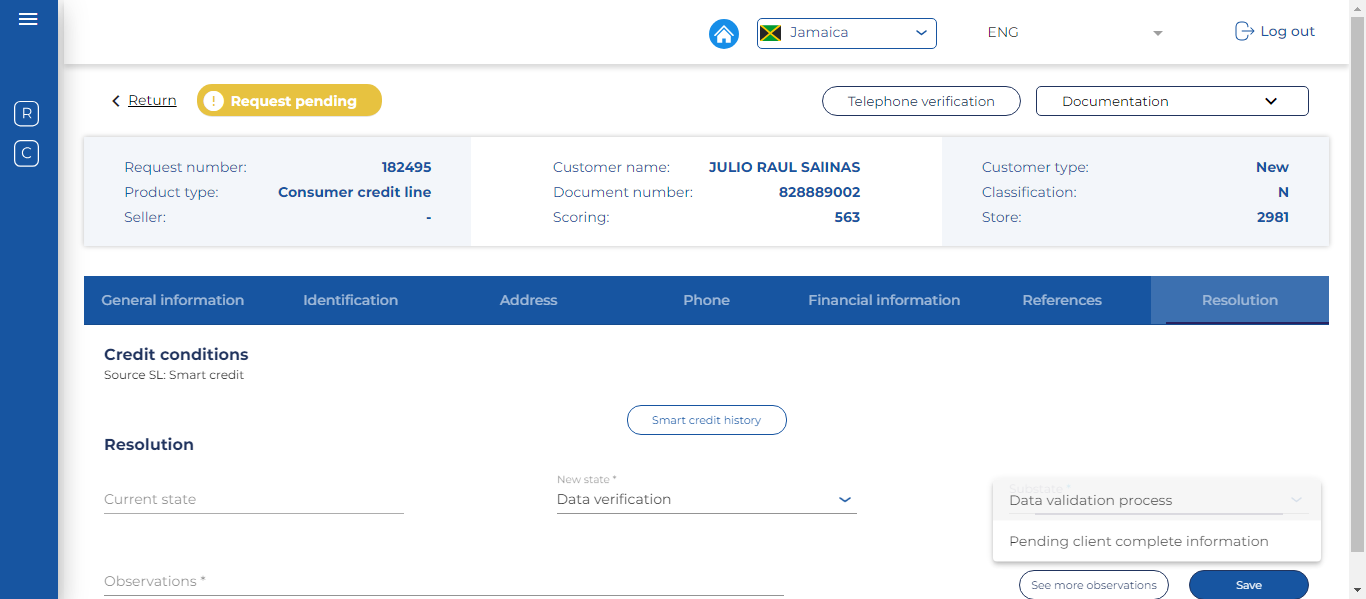 Jamaica
ENG
Log out
R
C
Return
! Request pending
Telephone verification
Documentation
Request number: 182495
Product type: Consumer credit line
Seller: -
Customer name: JULIO RAUL SAlINAS
Document number: 828889002
Scoring: 563
Customer type: New
Classification: N
Store: 2981
General information
Identification
Address
Phone
Financial information
References
Resolution
Credit conditions
Source SL: Smart credit
Smart credit history
Resolution
Current state
New state *
Data verification
Substate *
Data validation process
Pending client complete information
Observations *
See more observations
Save